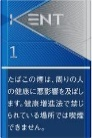 KENT
1
たばこの煙は、周りの人
の健康に悪影響を及ぼし
ます。健康増進法で禁じ
られている場所では喫煙
できません。